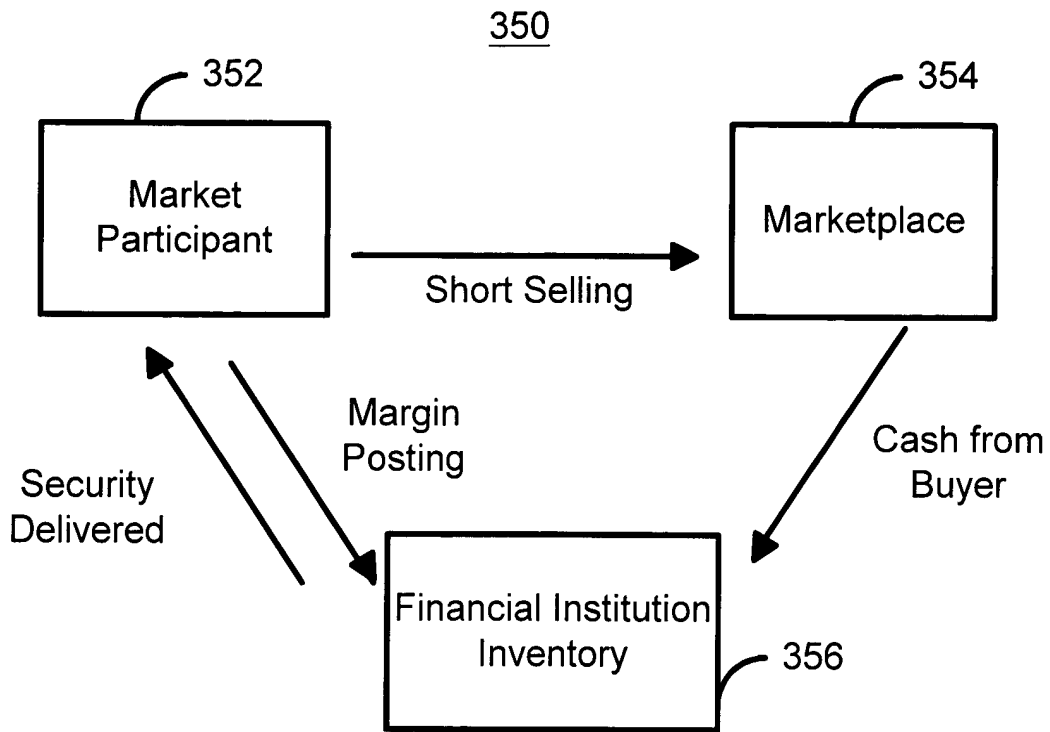 350
352
354
Market
Participant
Marketplace
Short Selling
Margin
Posting
Cash from
Buyer
Security
Delivered
Financial Institution
Inventory
356